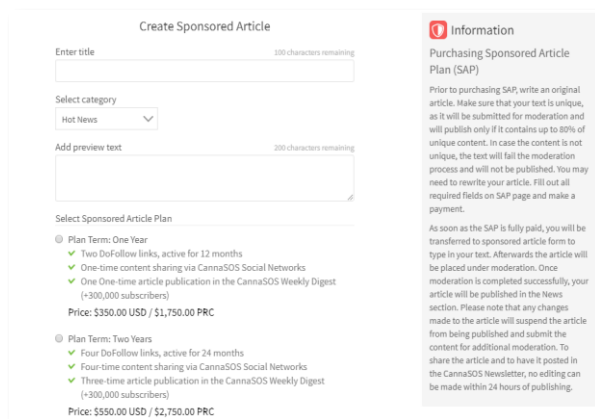 Create Sponsored Article
Enter title
100 characters remaining
Select category
Hot News
Add preview text
200 characters remaining
Select Sponsored Article Plan
Plan Term: One Year
Two DoFollow links, active for 12 months
One-time content sharing via CannaSOS Social Networks
One One-time article publication in the CannaSOS Weekly Digest
(+300,000 subscribers)
Price: $350.00 USD / $1,750.00 PRC
Plan Term: Two Years
Four DoFollow links, active for 24 months
Four-time content sharing via CannaSOS Social Networks
Three-time article publication in the CannaSOS Weekly Digest
(+300,000 subscribers)
Price: $550.00 USD / $2,750.00 PRC
Information
Purchasing Sponsored Article
Plan (SAP)
Prior to purchasing SAP, write an original
article. Make sure that your text is unique,
as it will be submitted for moderation and
will publish only if it contains up to 80% of
unique content. In case the content is not
unique, the text will fail the moderation
process and will not be published. You may
need to rewrite your article. Fill out all
required fields on SAP page and make a
payment.
As soon as the SAP is fully paid, you will be
transferred to sponsored article form to
type in your text. Afterwards the article will
be placed under moderation. Once
moderation is completed successfully, your
article will be published in the News
section. Please note that any changes
made to the article will suspend the article
from being published and submit the
content for additional moderation. To
share the article and to have it posted in
the CannaSOS Newsletter, no editing can
be made within 24 hours of publishing.